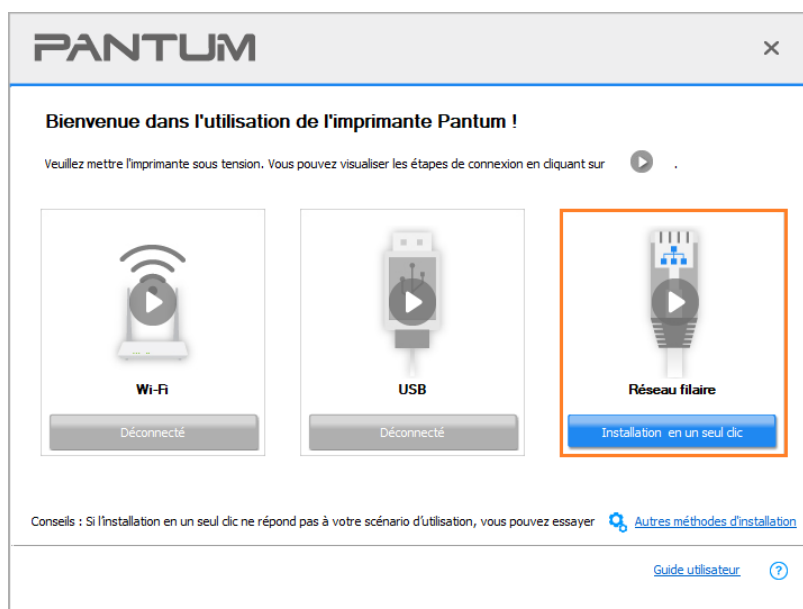 PANTUM
Bienvenue dans l'utilisation de l'imprimante Pantum !
Veuillez mettre l'imprimante sous tension. Vous pouvez visualiser les étapes de connexion en cliquant sur .
Wi-Fi
USB
Réseau filaire
Déconnecté
Déconnecté
Installation en un seul clic
Conseils : Si l'installation en un seul clic ne répond pas à votre scénario d'utilisation, vous pouvez essayer Autres méthodes d'installation
Guide utilisateur ?